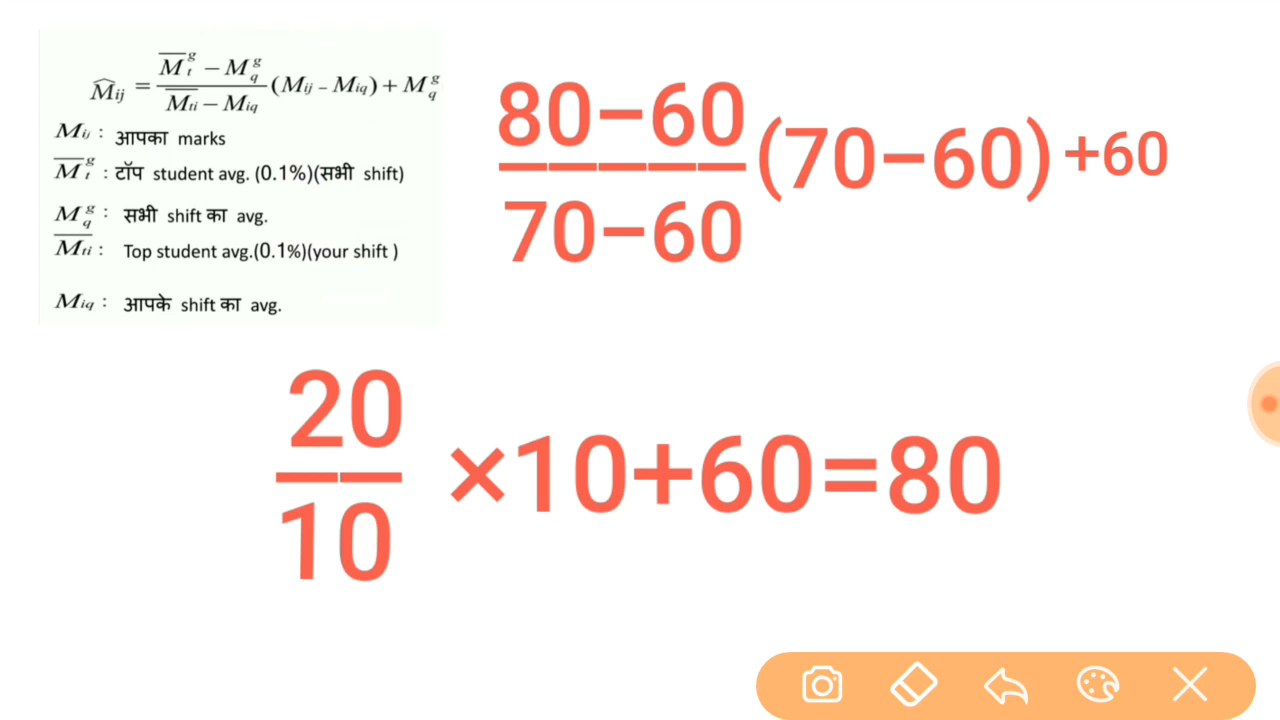 M̂ij = (M̄tᵍ − Mqᵍ) / (M̄ti − Miq) (Mij − Miq) + Mqᵍ
Mij : आपका marks
M̄tᵍ : टॉप student avg. (0.1%)(सभी shift)
Mqᵍ : सभी shift का avg.
M̄ti : Top student avg.(0.1%)(your shift )
Miq : आपके shift का avg.
80−60
—————
70−60
(70−60) +60
20
——
10
×10+60=80